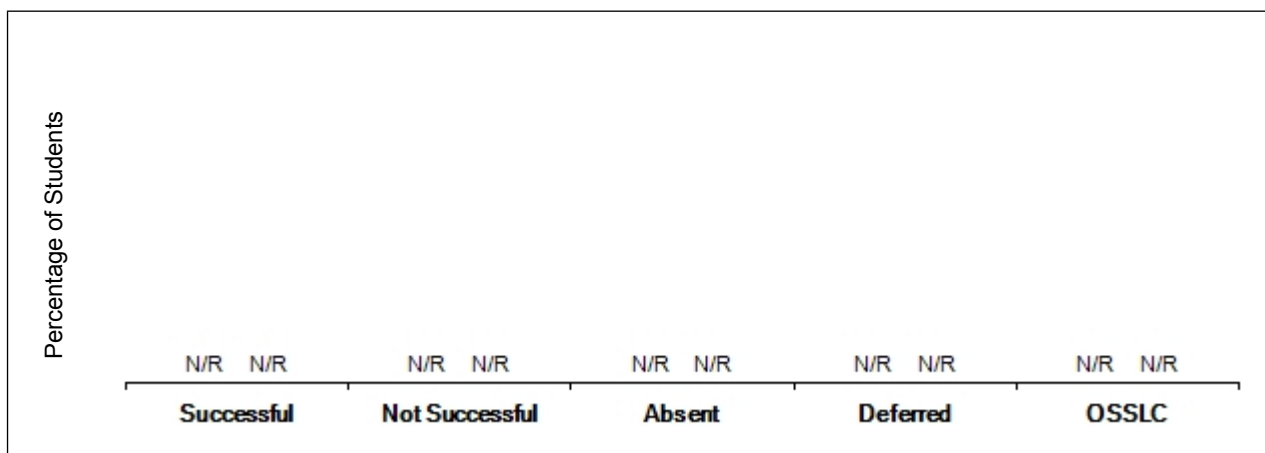 Percentage of Students
N/R N/R N/R N/R N/R N/R N/R N/R N/R N/R
Successful Not Successful Absent Deferred OSSLC